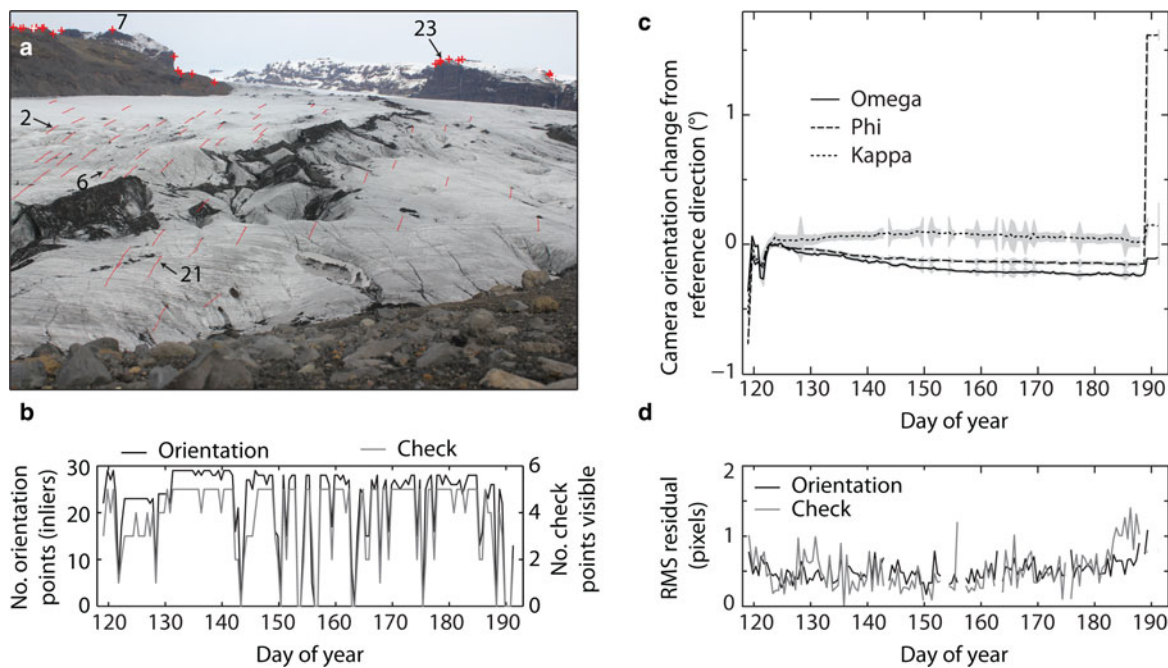 a
7
23
2
6
21
b
Orientation
Check
No. orientation
points (inliers)
30
20
10
0
6
4
2
0
No. check
points visible
120 130 140 150 160 170 180 190
Day of year
c
Camera orientation change from
reference direction (°)
1
0
−1
Omega
Phi
Kappa
120 130 140 150 160 170 180 190
Day of year
d
RMS residual
(pixels)
2
1
0
Orientation
Check
120 130 140 150 160 170 180 190
Day of year